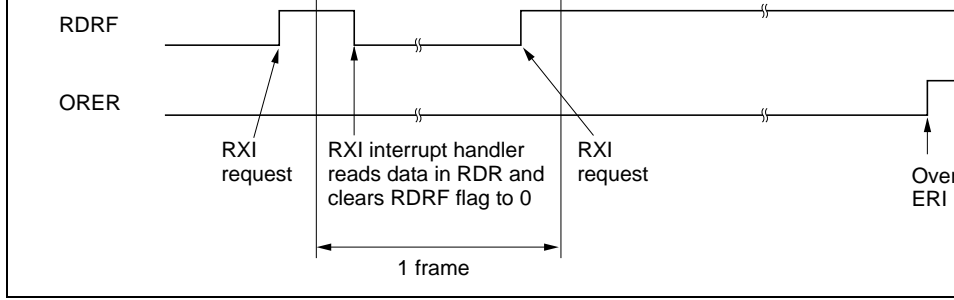 RDRF
ORER
RXI
request
RXI interrupt handler
reads data in RDR and
clears RDRF flag to 0
RXI
request
ERI
1 frame